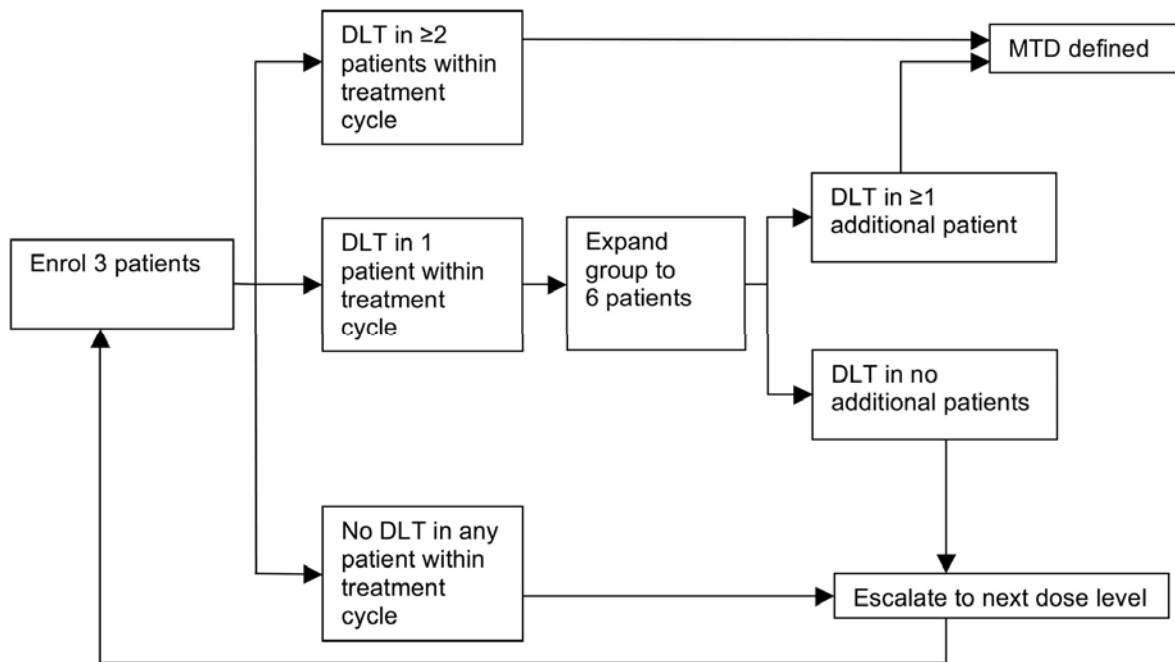 DLT in ≥2
patients within
treatment
cycle
MTD defined
DLT in ≥1
additional patient
Enrol 3 patients
DLT in 1
patient within
treatment
cycle
Expand
group to
6 patients
DLT in no
additional patients
No DLT in any
patient within
treatment
cycle
Escalate to next dose level